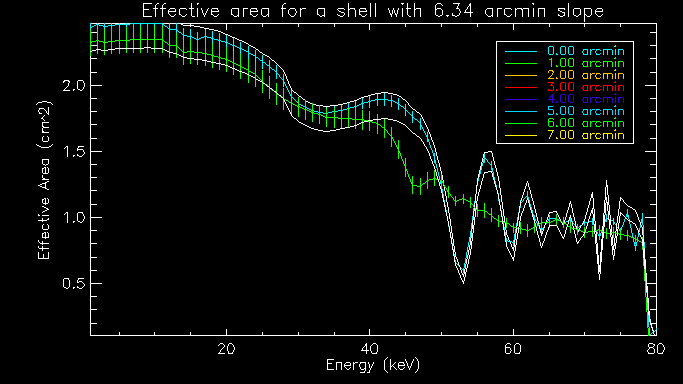 Effective area for a shell with 6.34 arcmin slope
0.00 arcmin
1.00 arcmin
2.00 arcmin
3.00 arcmin
4.00 arcmin
5.00 arcmin
6.00 arcmin
7.00 arcmin
Effective Area (cm^2)
2.0
1.5
1.0
0.5
20 40 60 80
Energy (keV)